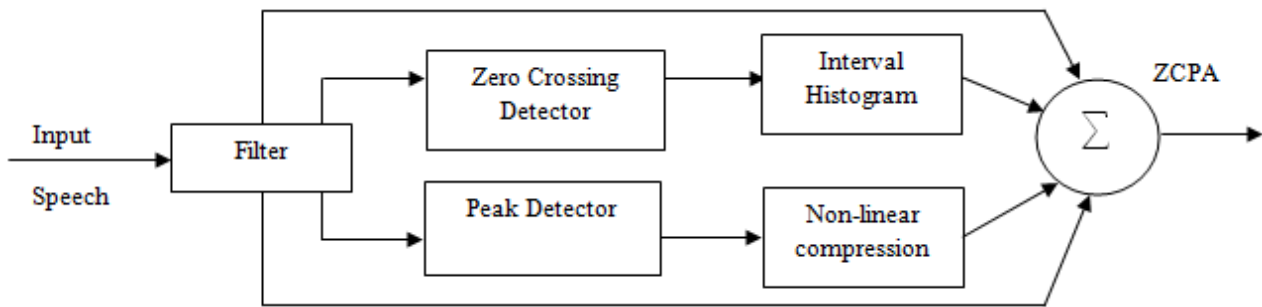 Input
Speech
Filter
Zero Crossing
Detector
Interval
Histogram
Peak Detector
Non-linear
compression
Σ
ZCPA